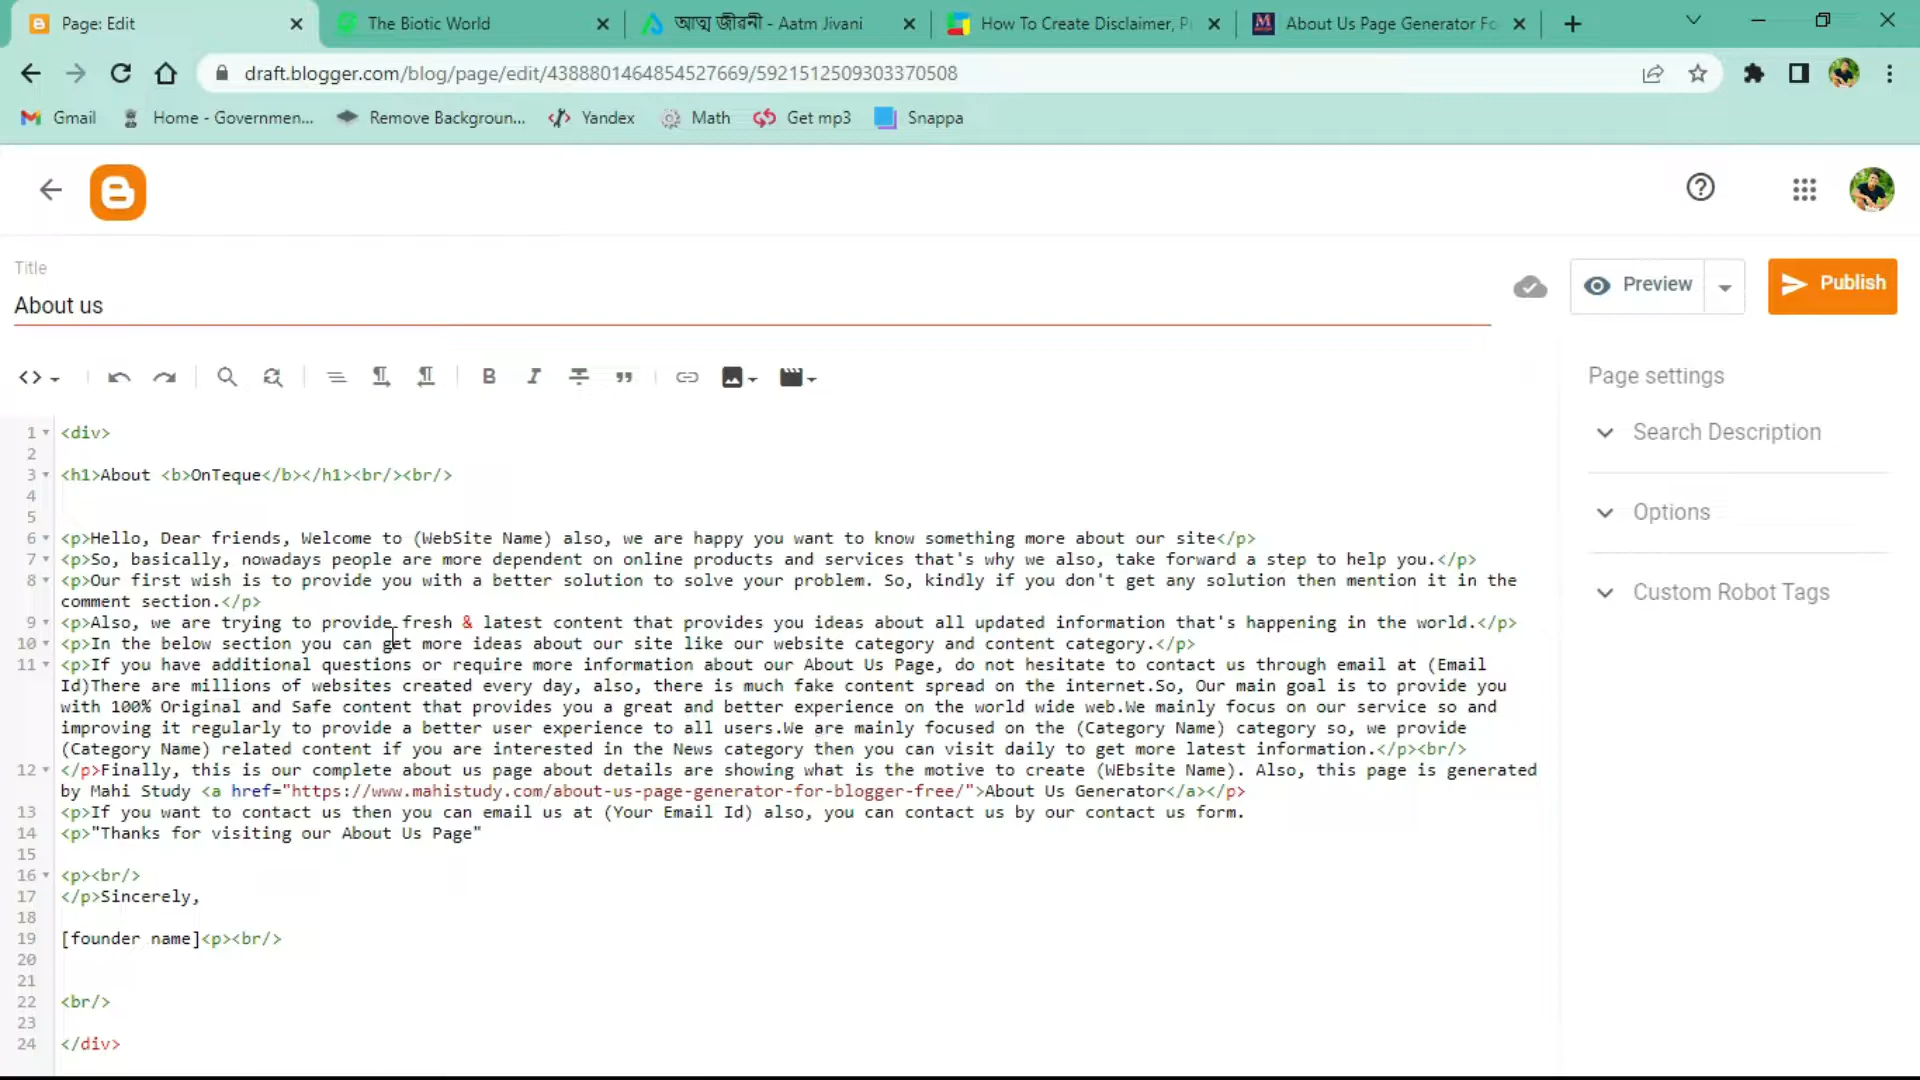 Page: Edit
The Biotic World
আত্ম জীবনী - Aatm Jivani
How To Create Disclaimer, P
About Us Page Generator Fo
draft.blogger.com/blog/page/edit/4388801464854527669/5921512509303370508
Gmail
Home - Governmen...
Remove Backgroun...
Yandex
Math
Get mp3
Snappa
Title
About us
Preview
Publish
Page settings
Search Description
Options
Custom Robot Tags
1 <div>
2
3 <h1>About <b>OnTeque</b></h1><br/><br/>
4
5
6 <p>Hello, Dear friends, Welcome to (WebSite Name) also, we are happy you want to know something more about our site</p>
7 <p>So, basically, nowadays people are more dependent on online products and services that's why we also, take forward a step to help you.</p>
8 <p>Our first wish is to provide you with a better solution to solve your problem. So, kindly if you don't get any solution then mention it in the
comment section.</p>
9 <p>Also, we are trying to provide fresh & latest content that provides you ideas about all updated information that's happening in the world.</p>
10 <p>In the below section you can get more ideas about our site like our website category and content category.</p>
11 <p>If you have additional questions or require more information about our About Us Page, do not hesitate to contact us through email at (Email
Id)There are millions of websites created every day, also, there is much fake content spread on the internet.So, Our main goal is to provide you
with 100% Original and Safe content that provides you a great and better experience on the world wide web.We mainly focus on our service so and
improving it regularly to provide a better user experience to all users.We are mainly focused on the (Category Name) category so, we provide
(Category Name) related content if you are interested in the News category then you can visit daily to get more latest information.</p><br/>
12 </p>Finally, this is our complete about us page about details are showing what is the motive to create (WEbsite Name). Also, this page is generated
by Mahi Study <a href="https://www.mahistudy.com/about-us-page-generator-for-blogger-free/">About Us Generator</a></p>
13 <p>If you want to contact us then you can email us at (Your Email Id) also, you can contact us by our contact us form.
14 <p>"Thanks for visiting our About Us Page"
15
16 <p><br/>
17 </p>Sincerely,
18
19 [founder name]<p><br/>
20
21
22 <br/>
23
24 </div>